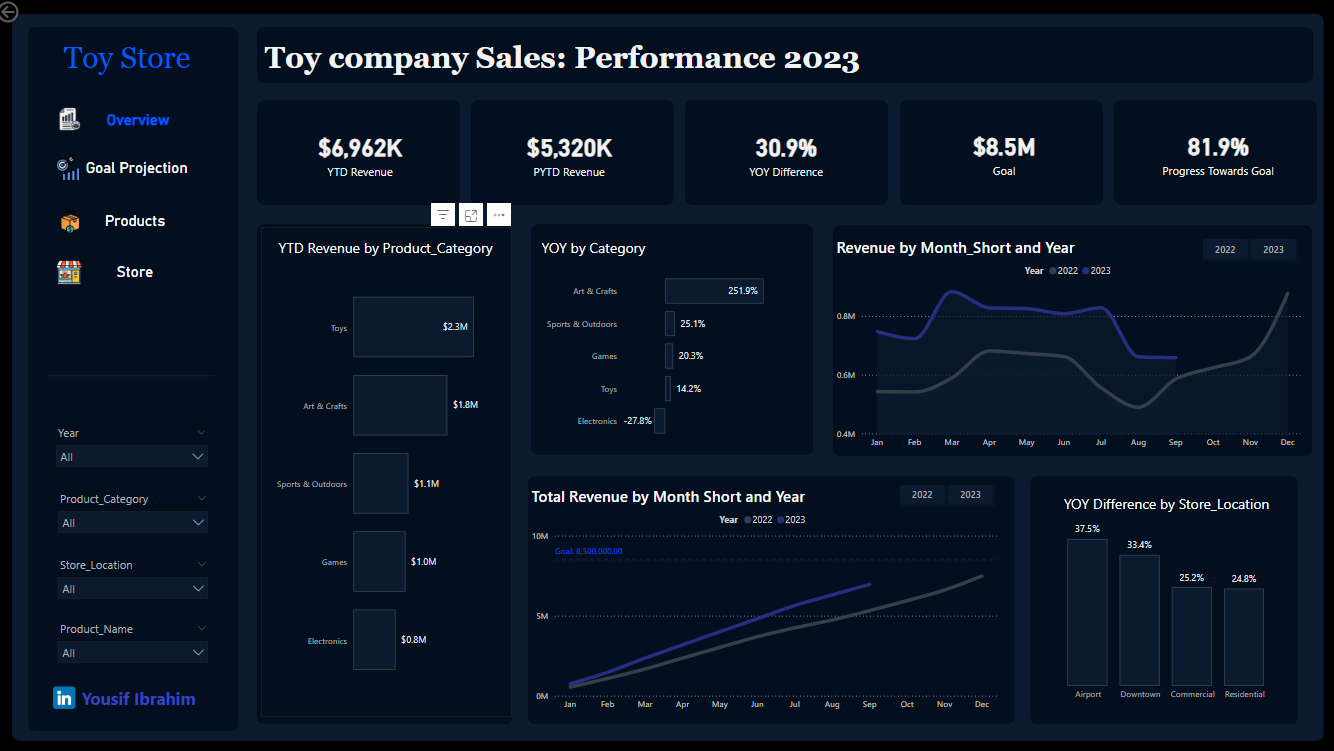 Toy Store
Overview
Goal Projection
Products
Store
Year
All
Product_Category
All
Store_Location
All
Product_Name
All
in Yousif Ibrahim
Toy company Sales: Performance 2023
$6,962K
YTD Revenue
$5,320K
PYTD Revenue
30.9%
YOY Difference
$8.5M
Goal
81.9%
Progress Towards Goal
YTD Revenue by Product_Category
Toys $2.3M
Art & Crafts $1.8M
Sports & Outdoors $1.1M
Games $1.0M
Electronics $0.8M
YOY by Category
Art & Crafts 251.9%
Sports & Outdoors 25.1%
Games 20.3%
Toys 14.2%
Electronics -27.8%
Revenue by Month_Short and Year
2022 2023
Year 2022 2023
0.8M
0.6M
0.4M
Jan Feb Mar Apr May Jun Jul Aug Sep Oct Nov Dec
Total Revenue by Month Short and Year
2022 2023
Year 2022 2023
10M
Goal: 8,500,000.00
5M
0M
Jan Feb Mar Apr May Jun Jul Aug Sep Oct Nov Dec
YOY Difference by Store_Location
37.5% 33.4% 25.2% 24.8%
Airport Downtown Commercial Residential